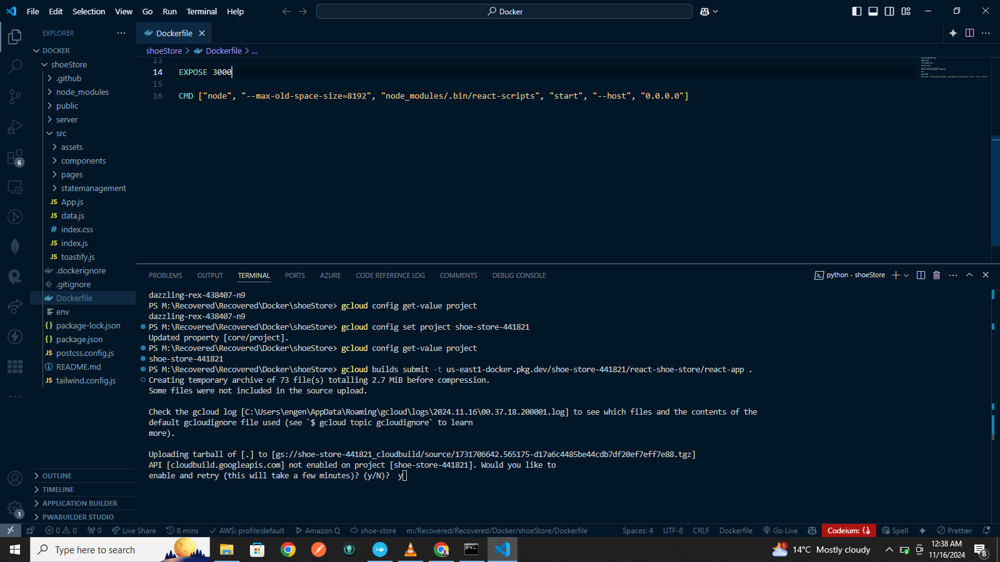 File Edit Selection View Go Run Terminal Help
Docker
EXPLORER
Dockerfile
DOCKER
shoeStore > Dockerfile > ...
shoeStore
.github
node_modules
public
server
src
assets
components
pages
statemanagement
JS App.js
JS data.js
# index.css
JS index.js
JS toastify.js
.dockerignore
.gitignore
Dockerfile
env
{} package-lock.json
{} package.json
JS postcss.config.js
README.md
JS tailwind.config.js
OUTLINE
TIMELINE
APPLICATION BUILDER
PWABUILDER STUDIO
6
1
13
14 EXPOSE 3000
15
16 CMD ["node", "--max-old-space-size=8192", "node_modules/.bin/react-scripts", "start", "--host", "0.0.0.0"]
PROBLEMS OUTPUT TERMINAL PORTS AZURE CODE REFERENCE LOG COMMENTS DEBUG CONSOLE
python - shoeStore
dazzling-rex-438407-n9
PS M:\Recovered\Recovered\Docker\shoeStore> gcloud config get-value project
dazzling-rex-438407-n9
PS M:\Recovered\Recovered\Docker\shoeStore> gcloud config set project shoe-store-441821
Updated property [core/project].
PS M:\Recovered\Recovered\Docker\shoeStore> gcloud config get-value project
shoe-store-441821
PS M:\Recovered\Recovered\Docker\shoeStore> gcloud builds submit -t us-east1-docker.pkg.dev/shoe-store-441821/react-shoe-store/react-app .
Creating temporary archive of 73 file(s) totalling 2.7 MiB before compression.
Some files were not included in the source upload.
Check the gcloud log [C:\Users\engen\AppData\Roaming\gcloud\logs\2024.11.16\00.37.18.200001.log] to see which files and the contents of the
default gcloudignore file used (see `$ gcloud topic gcloudignore` to learn
more).
Uploading tarball of [.] to [gs://shoe-store-441821_cloudbuild/source/1731706642.565175-d17a6c4485be44cdb7df20ef7eff7e88.tgz]
API [cloudbuild.googleapis.com] not enabled on project [shoe-store-441821]. Would you like to
enable and retry (this will take a few minutes)? (y/N)? y
0 0 0 Live Share 8 mins AWS: profile:default Amazon Q shoe-store m:/Recovered/Recovered/Docker/shoeStore/Dockerfile Spaces: 4 UTF-8 CRLF Dockerfile Go Live Codeium: {} Spell Prettier
Type here to search
1
14°C Mostly cloudy
12:38 AM
11/16/2024
8